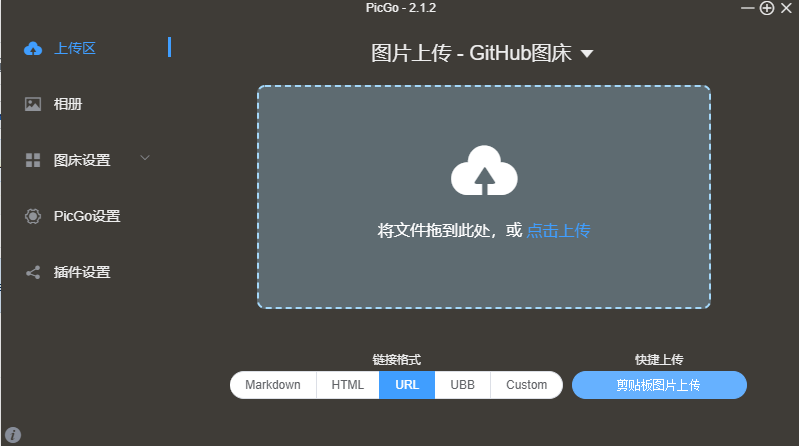 PicGo - 2.1.2
上传区
相册
图床设置
PicGo设置
插件设置
图片上传 - GitHub图床
将文件拖到此处，或 点击上传
链接格式
Markdown HTML URL UBB Custom
快捷上传
剪贴板图片上传